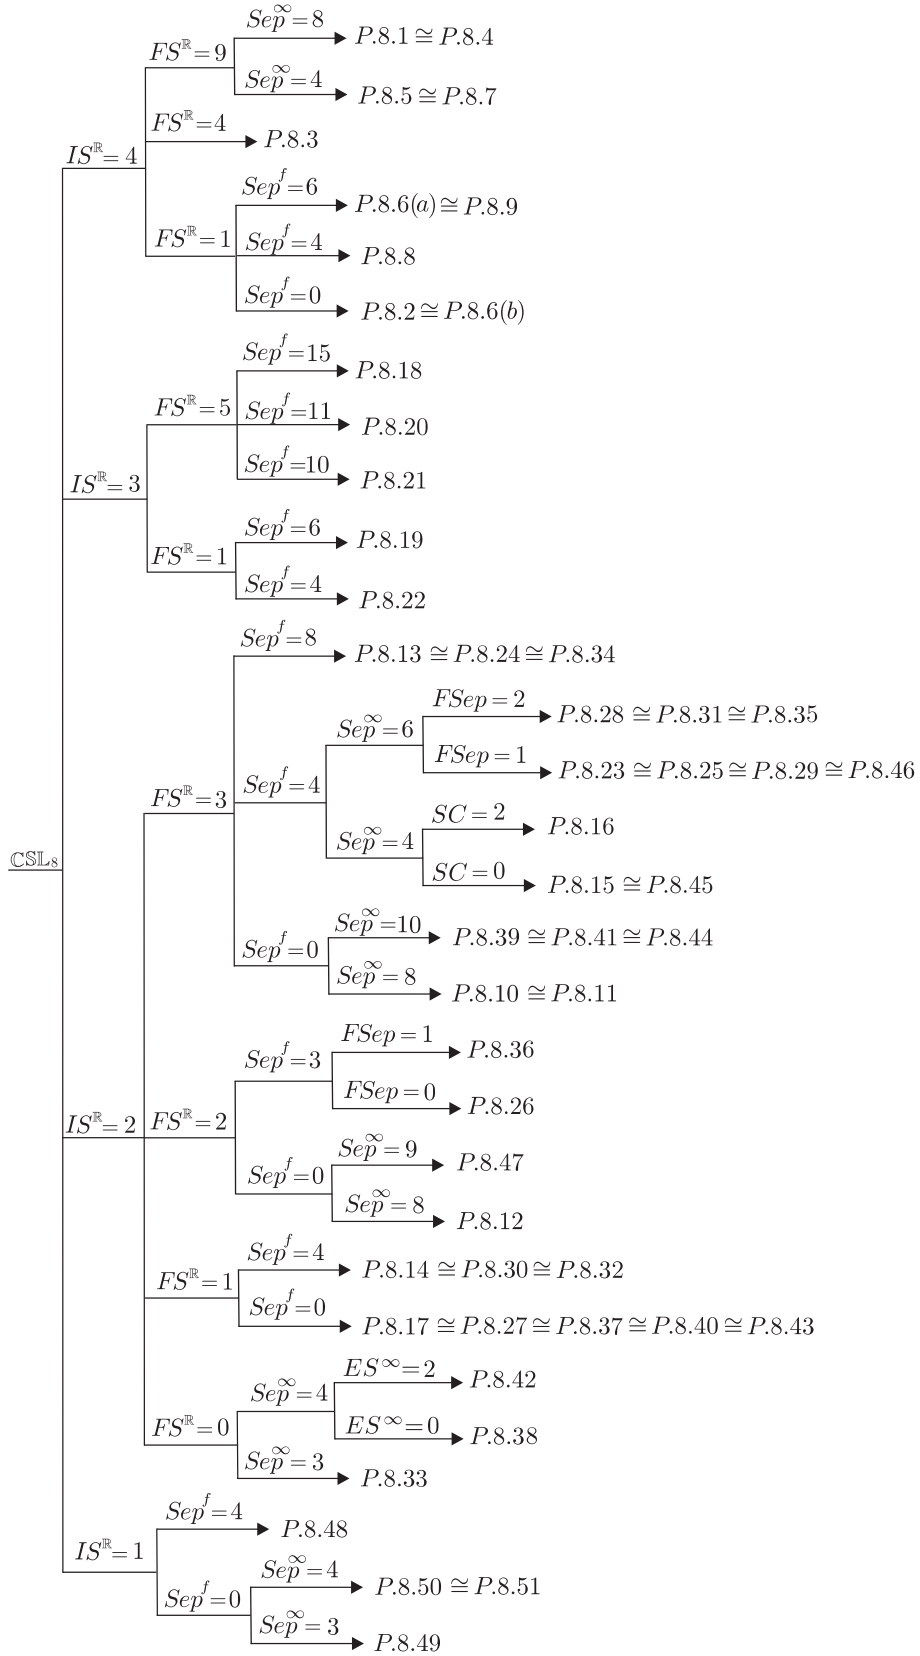 Sep^∞=8
FS^ℝ=9
P.8.1 ≅ P.8.4
Sep^∞=4
P.8.5 ≅ P.8.7
FS^ℝ=4
P.8.3
IS^ℝ=4
Sep^f=6
P.8.6(a) ≅ P.8.9
FS^ℝ=1
Sep^f=4
P.8.8
Sep^f=0
P.8.2 ≅ P.8.6(b)
Sep^f=15
P.8.18
FS^ℝ=5
Sep^f=11
P.8.20
Sep^f=10
P.8.21
IS^ℝ=3
Sep^f=6
P.8.19
FS^ℝ=1
Sep^f=4
P.8.22
Sep^f=8
P.8.13 ≅ P.8.24 ≅ P.8.34
FSep=2
P.8.28 ≅ P.8.31 ≅ P.8.35
Sep^∞=6
FSep=1
P.8.23 ≅ P.8.25 ≅ P.8.29 ≅ P.8.46
Sep^f=4
FS^ℝ=3
SC=2
P.8.16
Sep^∞=4
SC=0
P.8.15 ≅ P.8.45
ℂ𝕊𝕃₈
Sep^∞=10
P.8.39 ≅ P.8.41 ≅ P.8.44
Sep^f=0
Sep^∞=8
P.8.10 ≅ P.8.11
FSep=1
P.8.36
Sep^f=3
FSep=0
P.8.26
IS^ℝ=2
FS^ℝ=2
Sep^∞=9
P.8.47
Sep^f=0
Sep^∞=8
P.8.12
Sep^f=4
P.8.14 ≅ P.8.30 ≅ P.8.32
FS^ℝ=1
Sep^f=0
P.8.17 ≅ P.8.27 ≅ P.8.37 ≅ P.8.40 ≅ P.8.43
ES^∞=2
P.8.42
Sep^∞=4
ES^∞=0
P.8.38
FS^ℝ=0
Sep^∞=3
P.8.33
Sep^f=4
P.8.48
IS^ℝ=1
Sep^∞=4
P.8.50 ≅ P.8.51
Sep^f=0
Sep^∞=3
P.8.49